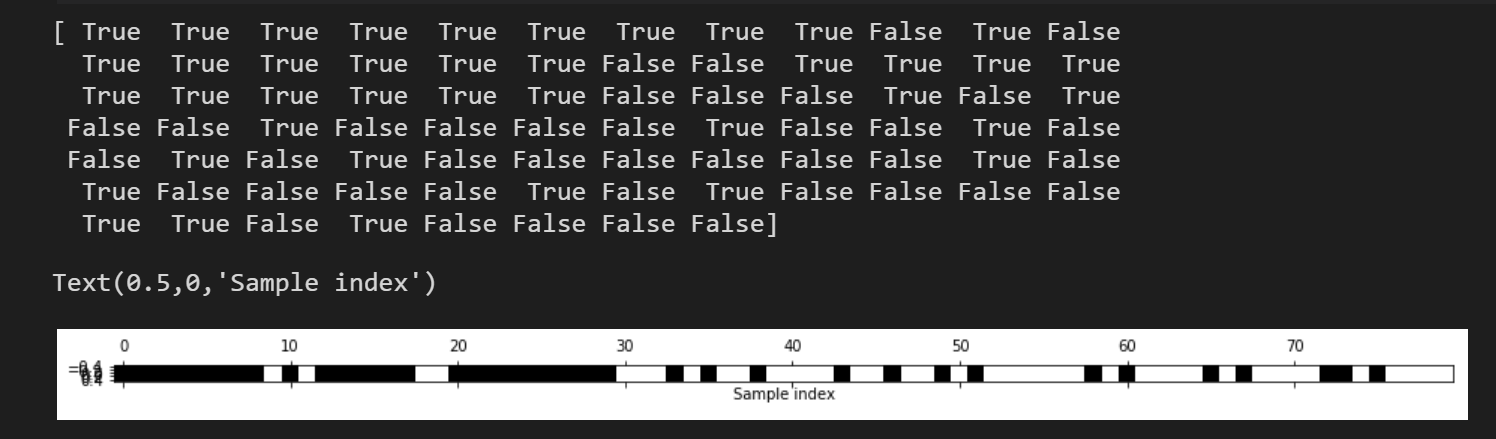 [ True  True  True  True  True  True  True  True  True False  True False
  True  True  True  True  True  True False False  True  True  True  True
  True  True  True  True  True  True False False False  True False  True
 False False  True False False False False  True False False  True False
 False  True False  True False False False False False False  True False
  True False False False False  True False  True False False False False
  True  True False  True False False False False]
Text(0.5,0,'Sample index')
0 10 20 30 40 50 60 70
Sample index